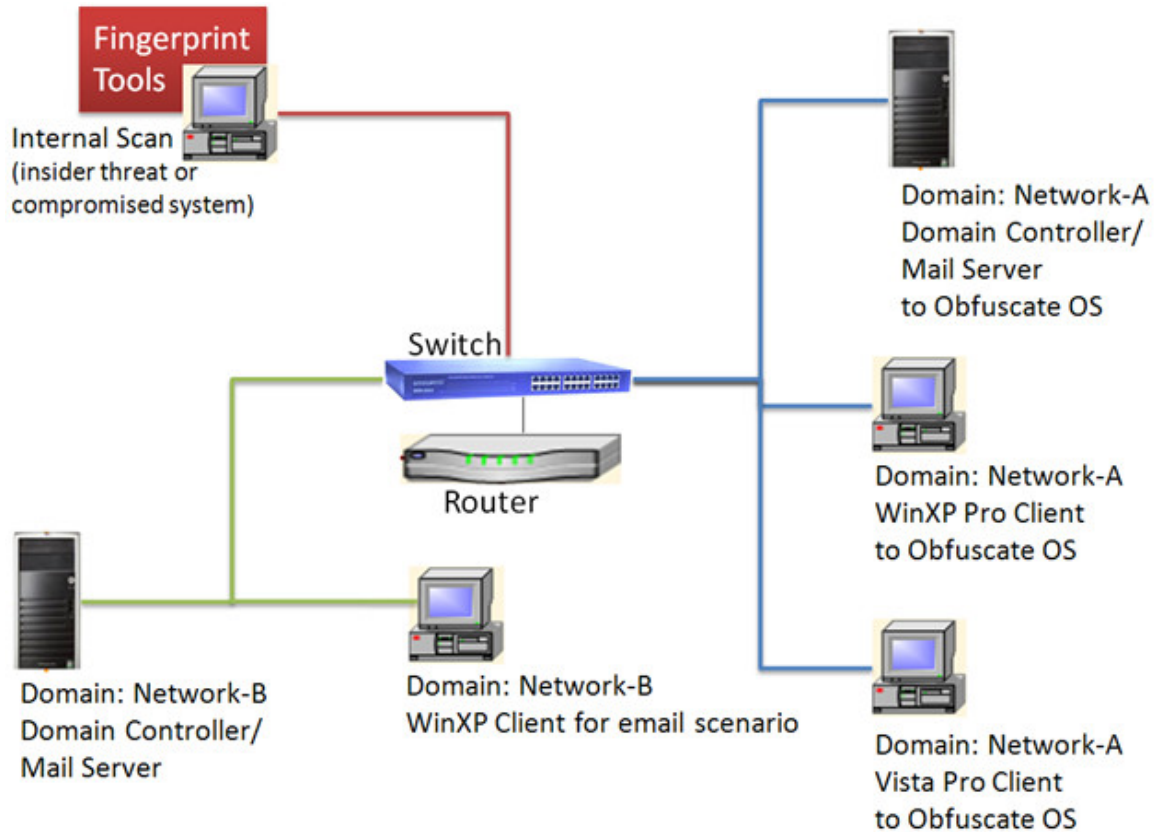 Fingerprint
Tools
Internal Scan
(insider threat or
compromised system)
Domain: Network-A
Domain Controller/
Mail Server
to Obfuscate OS
Switch
Router
Domain: Network-A
WinXP Pro Client
to Obfuscate OS
Domain: Network-B
Domain Controller/
Mail Server
Domain: Network-B
WinXP Client for email scenario
Domain: Network-A
Vista Pro Client
to Obfuscate OS